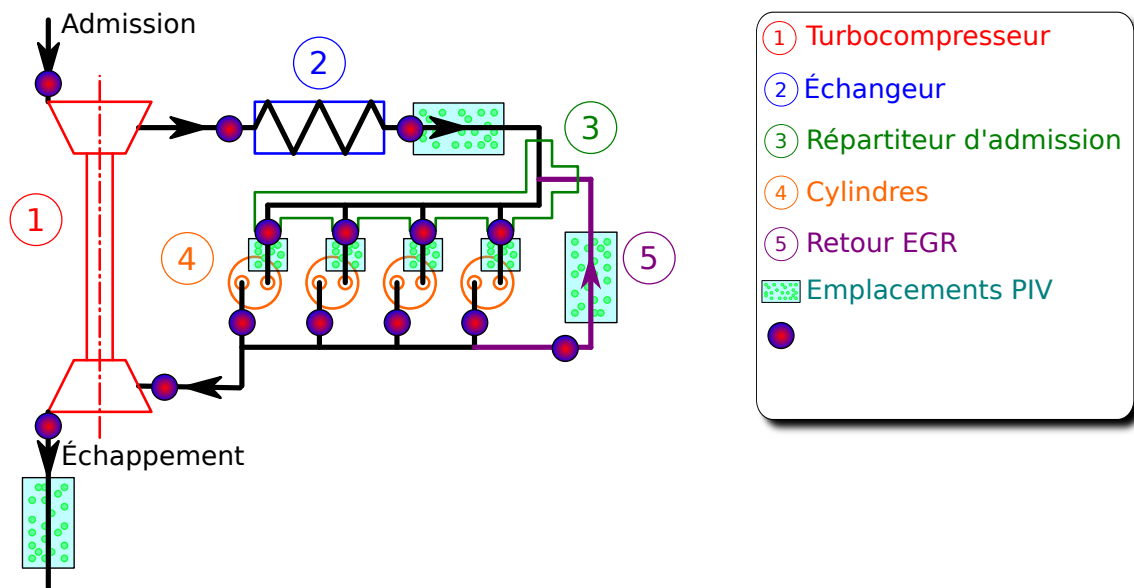 Admission
2
3
1
4
5
Échappement
1 Turbocompresseur
2 Échangeur
3 Répartiteur d'admission
4 Cylindres
5 Retour EGR
Emplacements PIV